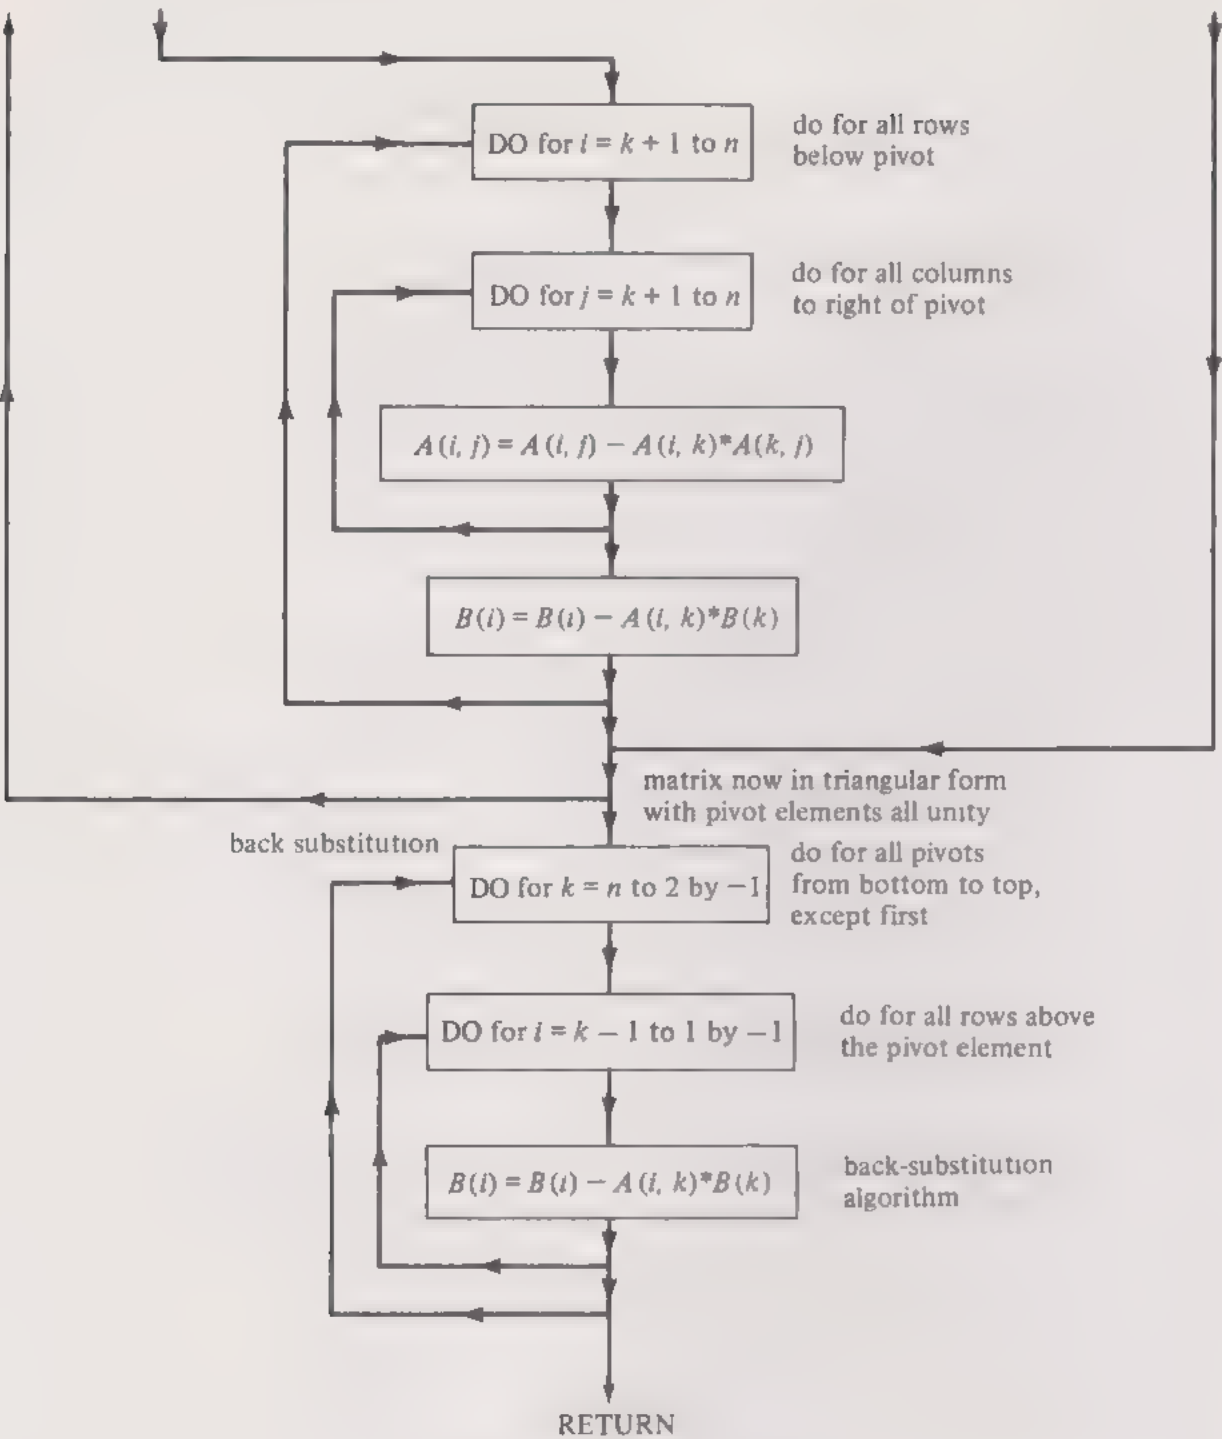 DO for i = k + 1 to n
do for all rows
below pivot
DO for j = k + 1 to n
do for all columns
to right of pivot
A(i, j) = A(i, j) − A(i, k)*A(k, j)
B(i) = B(i) − A(i, k)*B(k)
matrix now in triangular form
with pivot elements all unity
back substitution
DO for k = n to 2 by −1
do for all pivots
from bottom to top,
except first
DO for i = k − 1 to 1 by −1
do for all rows above
the pivot element
B(i) = B(i) − A(i, k)*B(k)
back-substitution
algorithm
RETURN